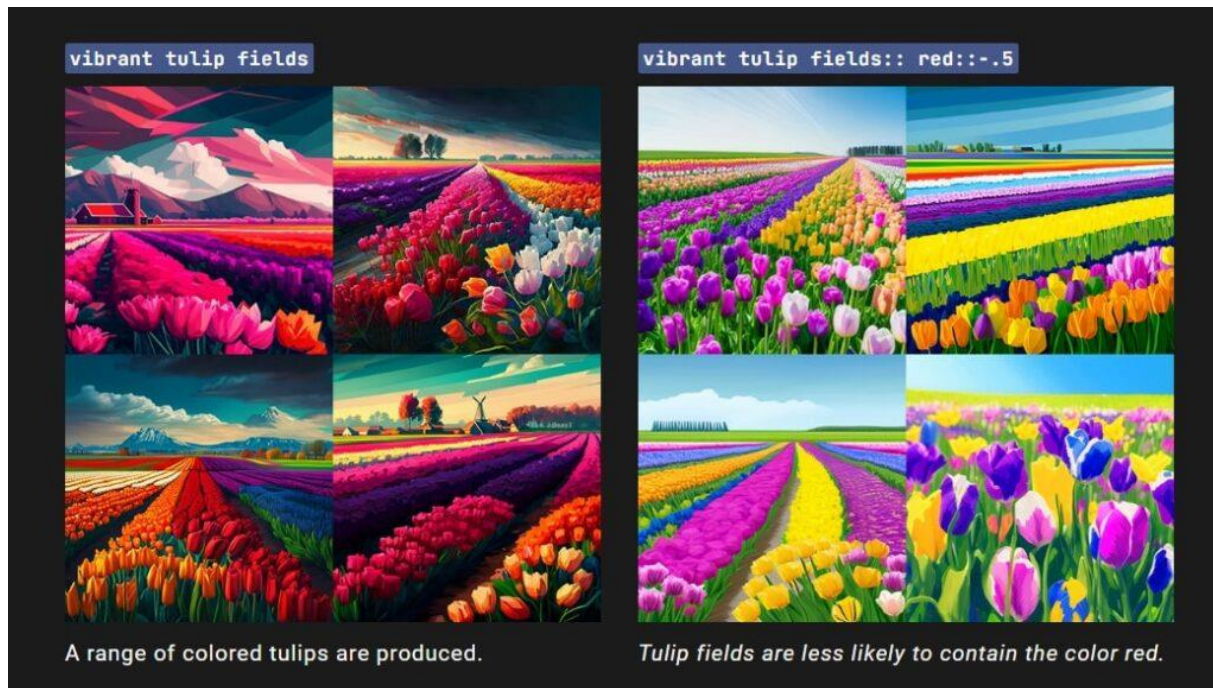 vibrant tulip fields
vibrant tulip fields:: red::-.5
A range of colored tulips are produced.
Tulip fields are less likely to contain the color red.